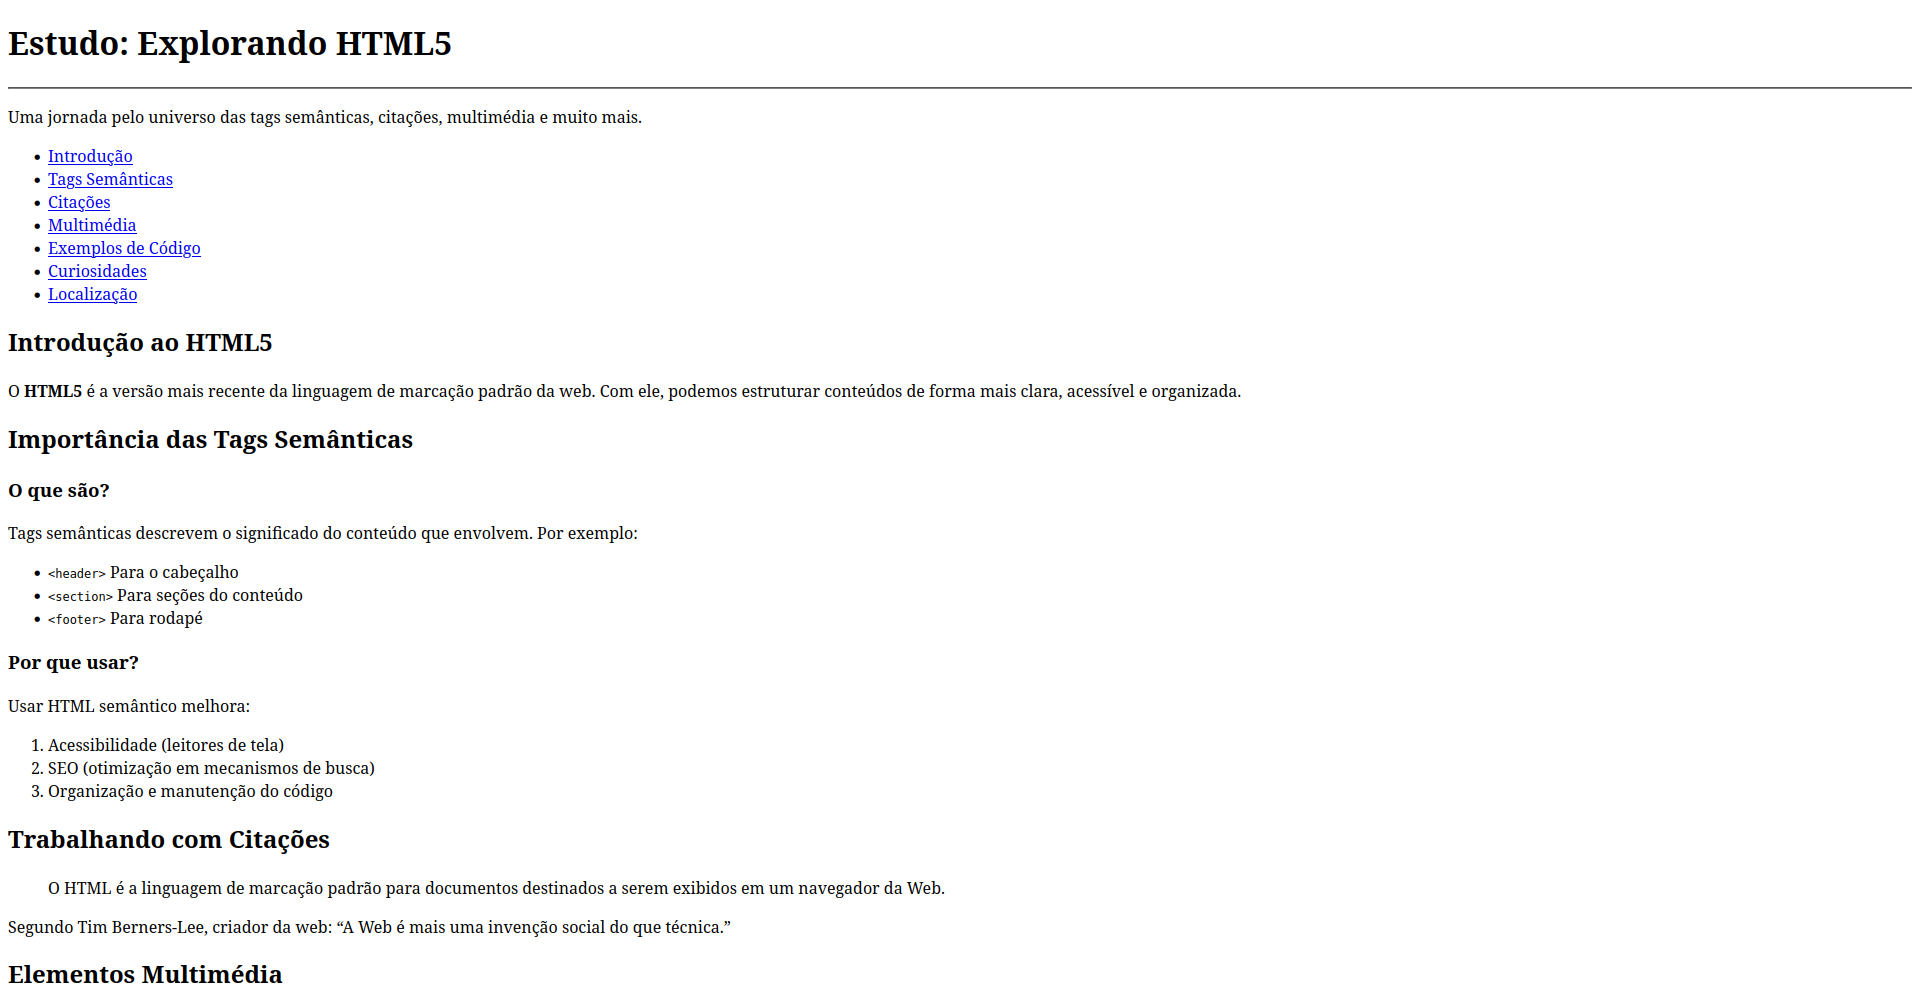 Estudo: Explorando HTML5
Uma jornada pelo universo das tags semânticas, citações, multimédia e muito mais.
• Introdução
• Tags Semânticas
• Citações
• Multimédia
• Exemplos de Código
• Curiosidades
• Localização
Introdução ao HTML5
O HTML5 é a versão mais recente da linguagem de marcação padrão da web. Com ele, podemos estruturar conteúdos de forma mais clara, acessível e organizada.
Importância das Tags Semânticas
O que são?
Tags semânticas descrevem o significado do conteúdo que envolvem. Por exemplo:
• <header> Para o cabeçalho
• <section> Para seções do conteúdo
• <footer> Para rodapé
Por que usar?
Usar HTML semântico melhora:
1. Acessibilidade (leitores de tela)
2. SEO (otimização em mecanismos de busca)
3. Organização e manutenção do código
Trabalhando com Citações
O HTML é a linguagem de marcação padrão para documentos destinados a serem exibidos em um navegador da Web.
Segundo Tim Berners-Lee, criador da web: “A Web é mais uma invenção social do que técnica.”
Elementos Multimédia